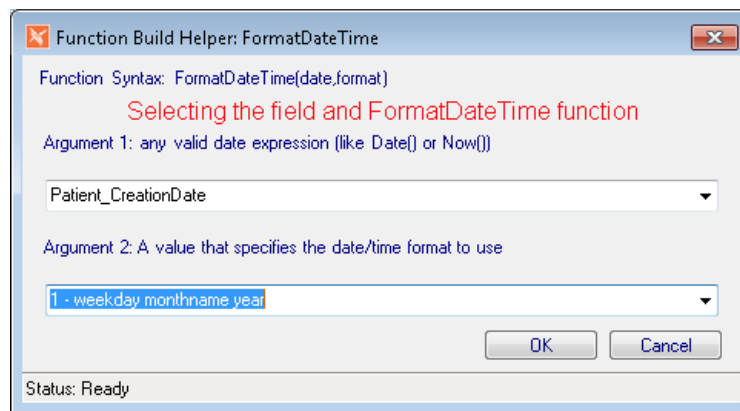 Function Build Helper: FormatDateTime
Function Syntax: FormatDateTime(date,format)
Selecting the field and FormatDateTime function
Argument 1: any valid date expression (like Date() or Now())
Patient_CreationDate
Argument 2: A value that specifies the date/time format to use
1 - weekday monthname year
OK Cancel
Status: Ready